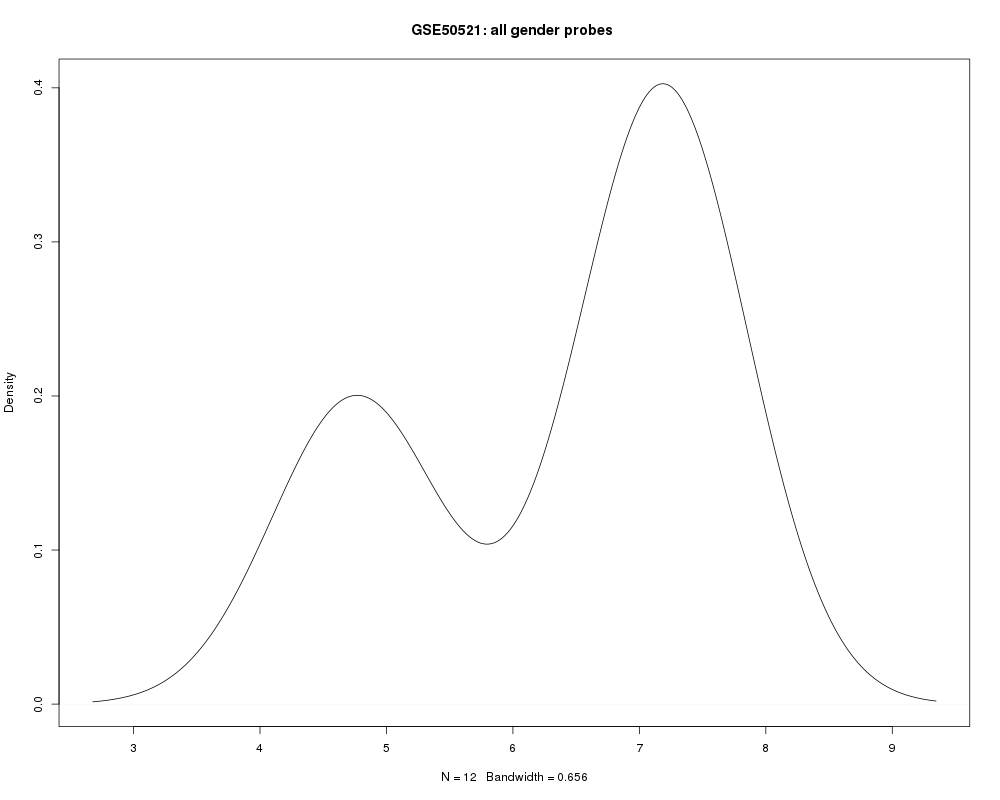 GSE50521: all gender probes
Density
0.4
0.3
0.2
0.1
0.0
3 4 5 6 7 8 9
N = 12 Bandwidth = 0.656